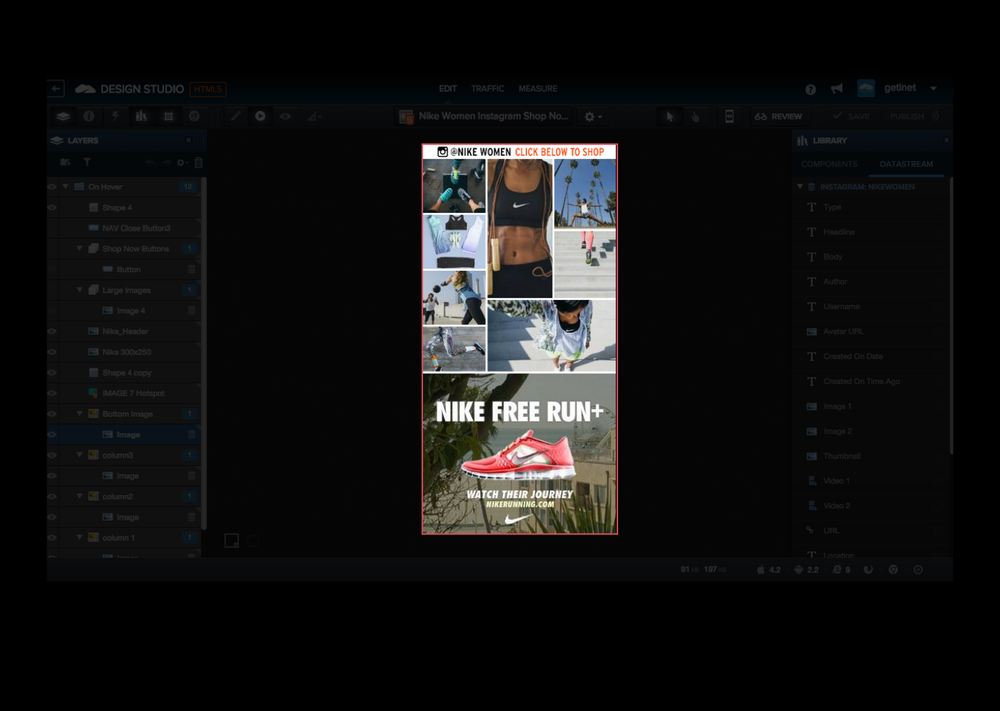 DESIGN STUDIO HTML5
EDIT TRAFFIC MEASURE
getinet
Nike Women Instagram Shop No...
REVIEW
SAVE
PUBLISH
LAYERS
On Hover 12
Shape 4
NAV Close Button3
Shop Now Buttons 1
Button
Large Images 1
Image 4
Nike_Header
Nike 300x250
Shape 4 copy
IMAGE 7 Hotspot
Bottom Image 1
Image
column3 1
Image
column2 1
Image
column 1 1
@NIKE WOMEN CLICK BELOW TO SHOP
NIKE FREE RUN+
WATCH THEIR JOURNEY
NIKERUNNING.COM
LIBRARY
COMPONENTS DATASTREAM
INSTAGRAM: NIKEWOMEN
Type
Headline
Body
Author
Username
Avatar URL
Created On Date
Created On Time Ago
Image 1
Image 2
Thumbnail
Video 1
Video 2
URL
Location
91 kB 187 kB 4.2 2.2 9